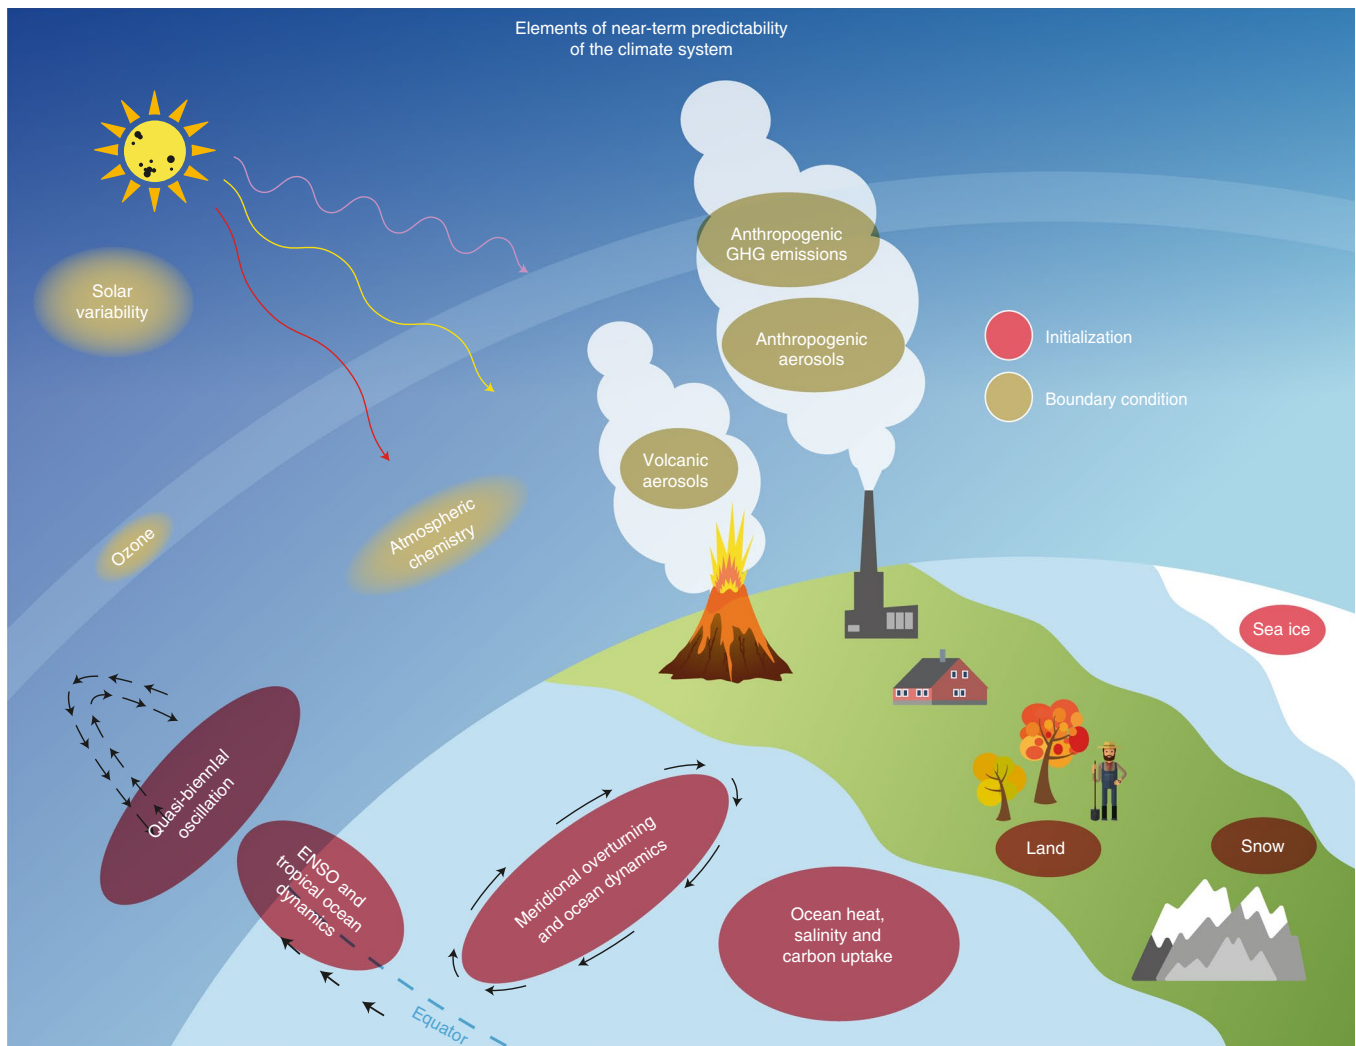 Elements of near-term predictability
of the climate system
Solar
variability
Anthropogenic
GHG emissions
Anthropogenic
aerosols
Initialization
Boundary condition
Volcanic
aerosols
Ozone
Atmospheric
chemistry
Sea ice
Quasi-biennial
oscillation
ENSO and
tropical ocean
dynamics
Meridional overturning
and ocean dynamics
Land
Snow
Ocean heat,
salinity and
carbon uptake
Equator